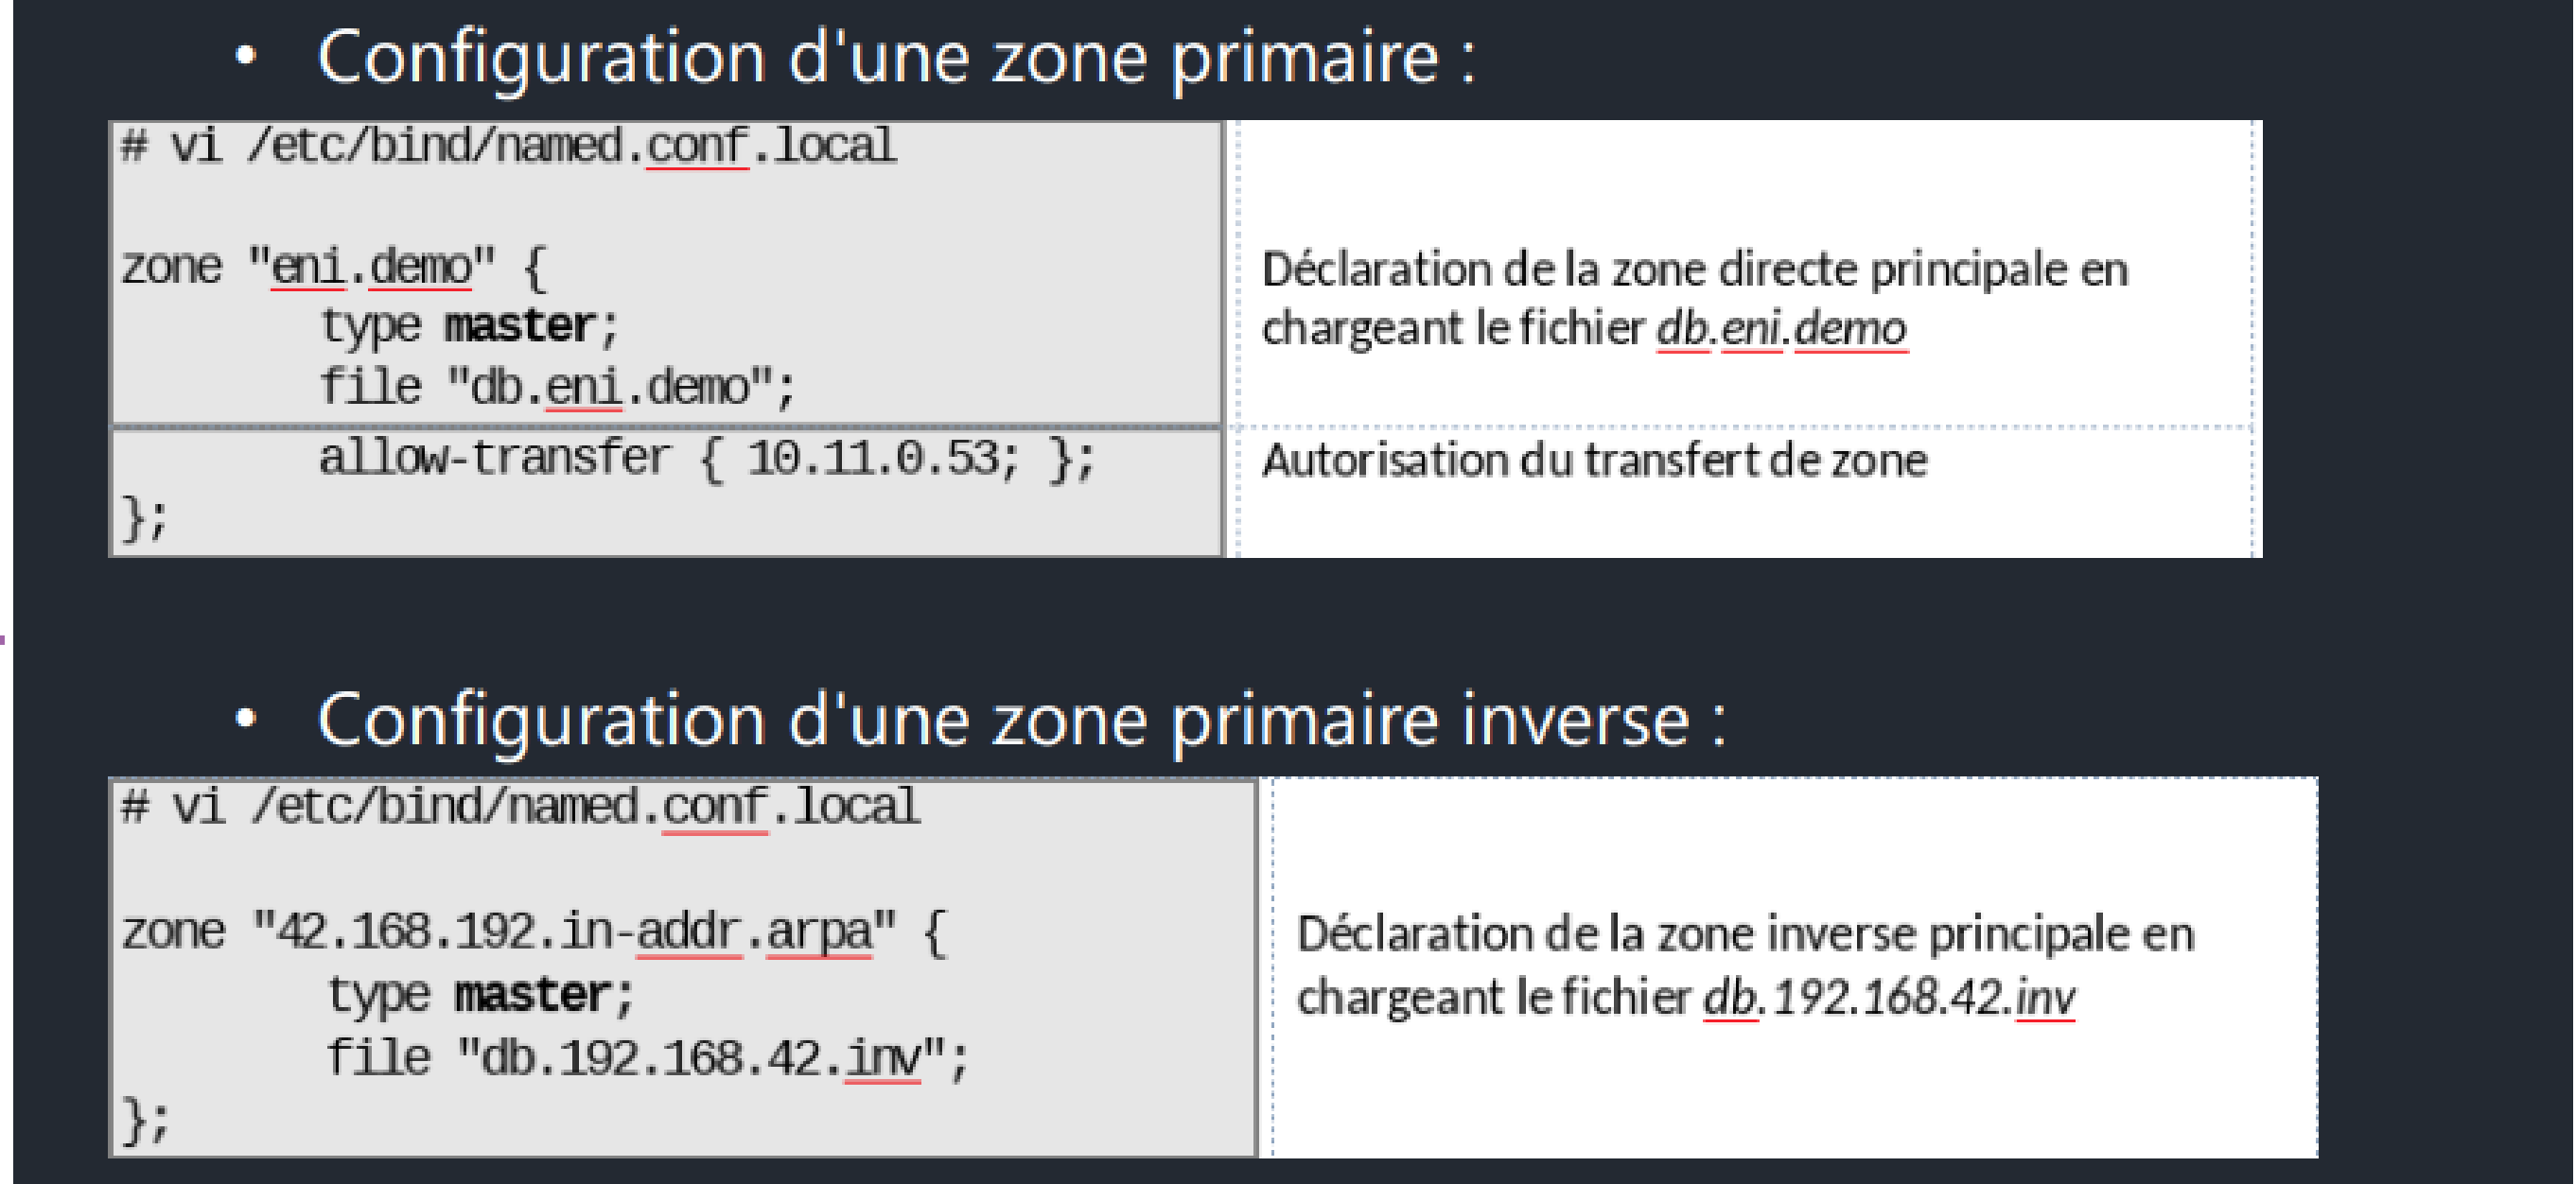 • Configuration d'une zone primaire :
# vi /etc/bind/named.conf.local
zone "eni.demo" {
type master;
file "db.eni.demo";
Déclaration de la zone directe principale en
chargeant le fichier db.eni.demo
allow-transfer { 10.11.0.53; };
};
Autorisation du transfert de zone
• Configuration d'une zone primaire inverse :
# vi /etc/bind/named.conf.local
zone "42.168.192.in-addr.arpa" {
type master;
file "db.192.168.42.inv";
};
Déclaration de la zone inverse principale en
chargeant le fichier db.192.168.42.inv